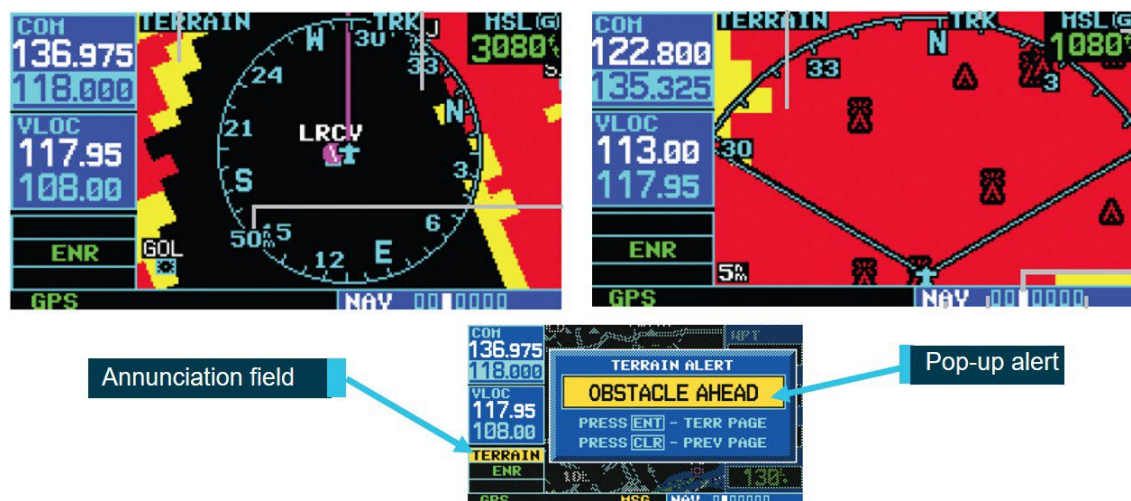 COM
136.975
118.000
VLOC
117.95
108.00
ENR
GPS
TERRAIN
TRK
MSL(G)
3080
W
30
33
24
N
21
LRCV
3
S
6
50
15
12
E
GOL
NAV
COM
122.800
135.325
VLOC
113.00
117.95
ENR
GPS
TERRAIN
TRK
MSL(G
1080
N
33
3
30
5
NAV
Annunciation field
COM
136.975
118.000
VLOC
117.95
108.00
TERRAIN
ENR
GPS
MSG
NAV
WPT
TERRAIN ALERT
OBSTACLE AHEAD
PRESS ENT - TERR PAGE
PRESS CLR - PREV PAGE
130
Pop-up alert